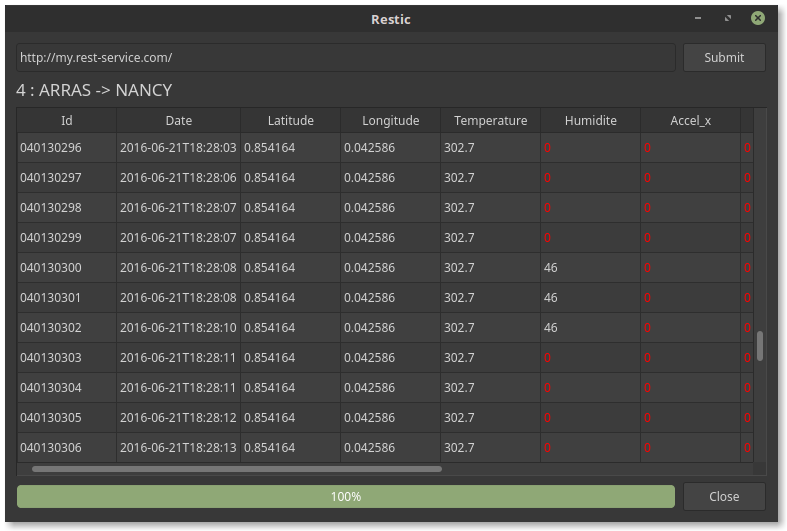 Restic
http://my.rest-service.com/ Submit
4 : ARRAS -> NANCY
Id Date Latitude Longitude Temperature Humidite Accel_x
040130296 2016-06-21T18:28:03 0.854164 0.042586 302.7 0 0 0
040130297 2016-06-21T18:28:06 0.854164 0.042586 302.7 0 0 0
040130298 2016-06-21T18:28:07 0.854164 0.042586 302.7 0 0 0
040130299 2016-06-21T18:28:07 0.854164 0.042586 302.7 0 0 0
040130300 2016-06-21T18:28:08 0.854164 0.042586 302.7 46 0 0
040130301 2016-06-21T18:28:08 0.854164 0.042586 302.7 46 0 0
040130302 2016-06-21T18:28:10 0.854164 0.042586 302.7 46 0 0
040130303 2016-06-21T18:28:11 0.854164 0.042586 302.7 0 0 0
040130304 2016-06-21T18:28:11 0.854164 0.042586 302.7 0 0 0
040130305 2016-06-21T18:28:12 0.854164 0.042586 302.7 0 0 0
040130306 2016-06-21T18:28:13 0.854164 0.042586 302.7 0 0 0
100% Close